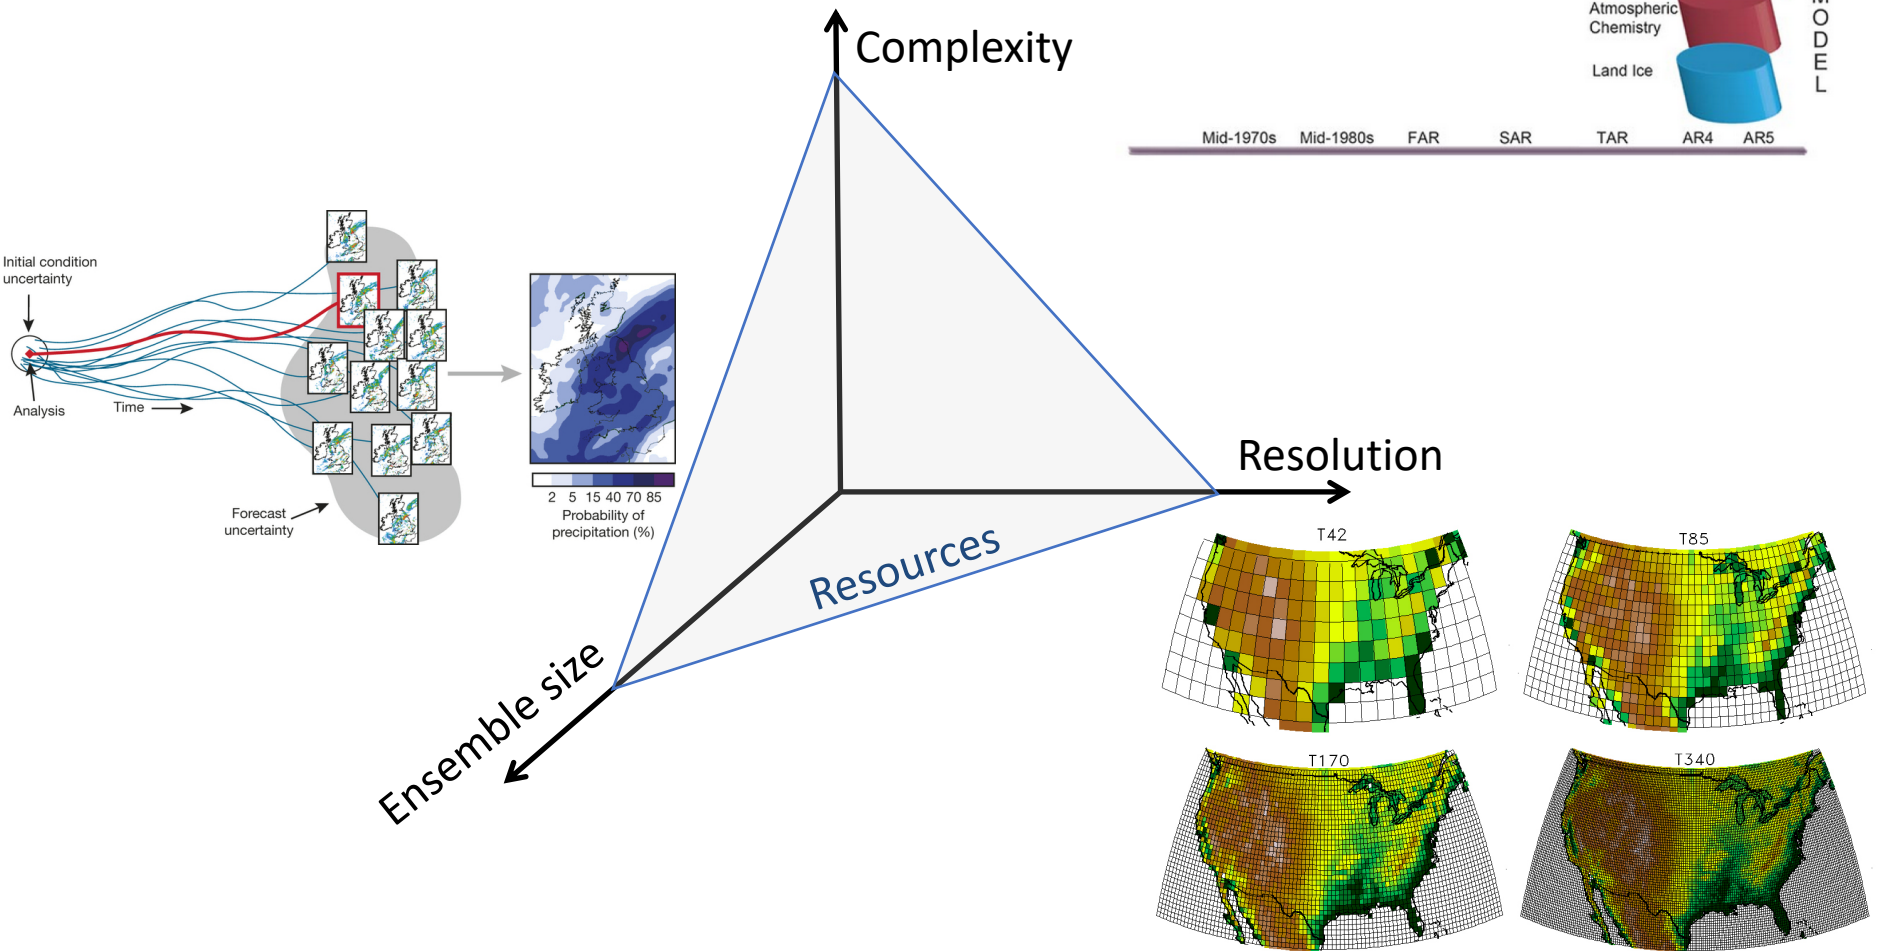 Complexity
Atmospheric
Chemistry
Land Ice
O
D
E
L
Mid-1970s Mid-1980s FAR SAR TAR AR4 AR5
Initial condition
uncertainty
Analysis
Time
Forecast
uncertainty
2 5 15 40 70 85
Probability of
precipitation (%)
Resolution
Resources
Ensemble size
T42
T85
T170
T340